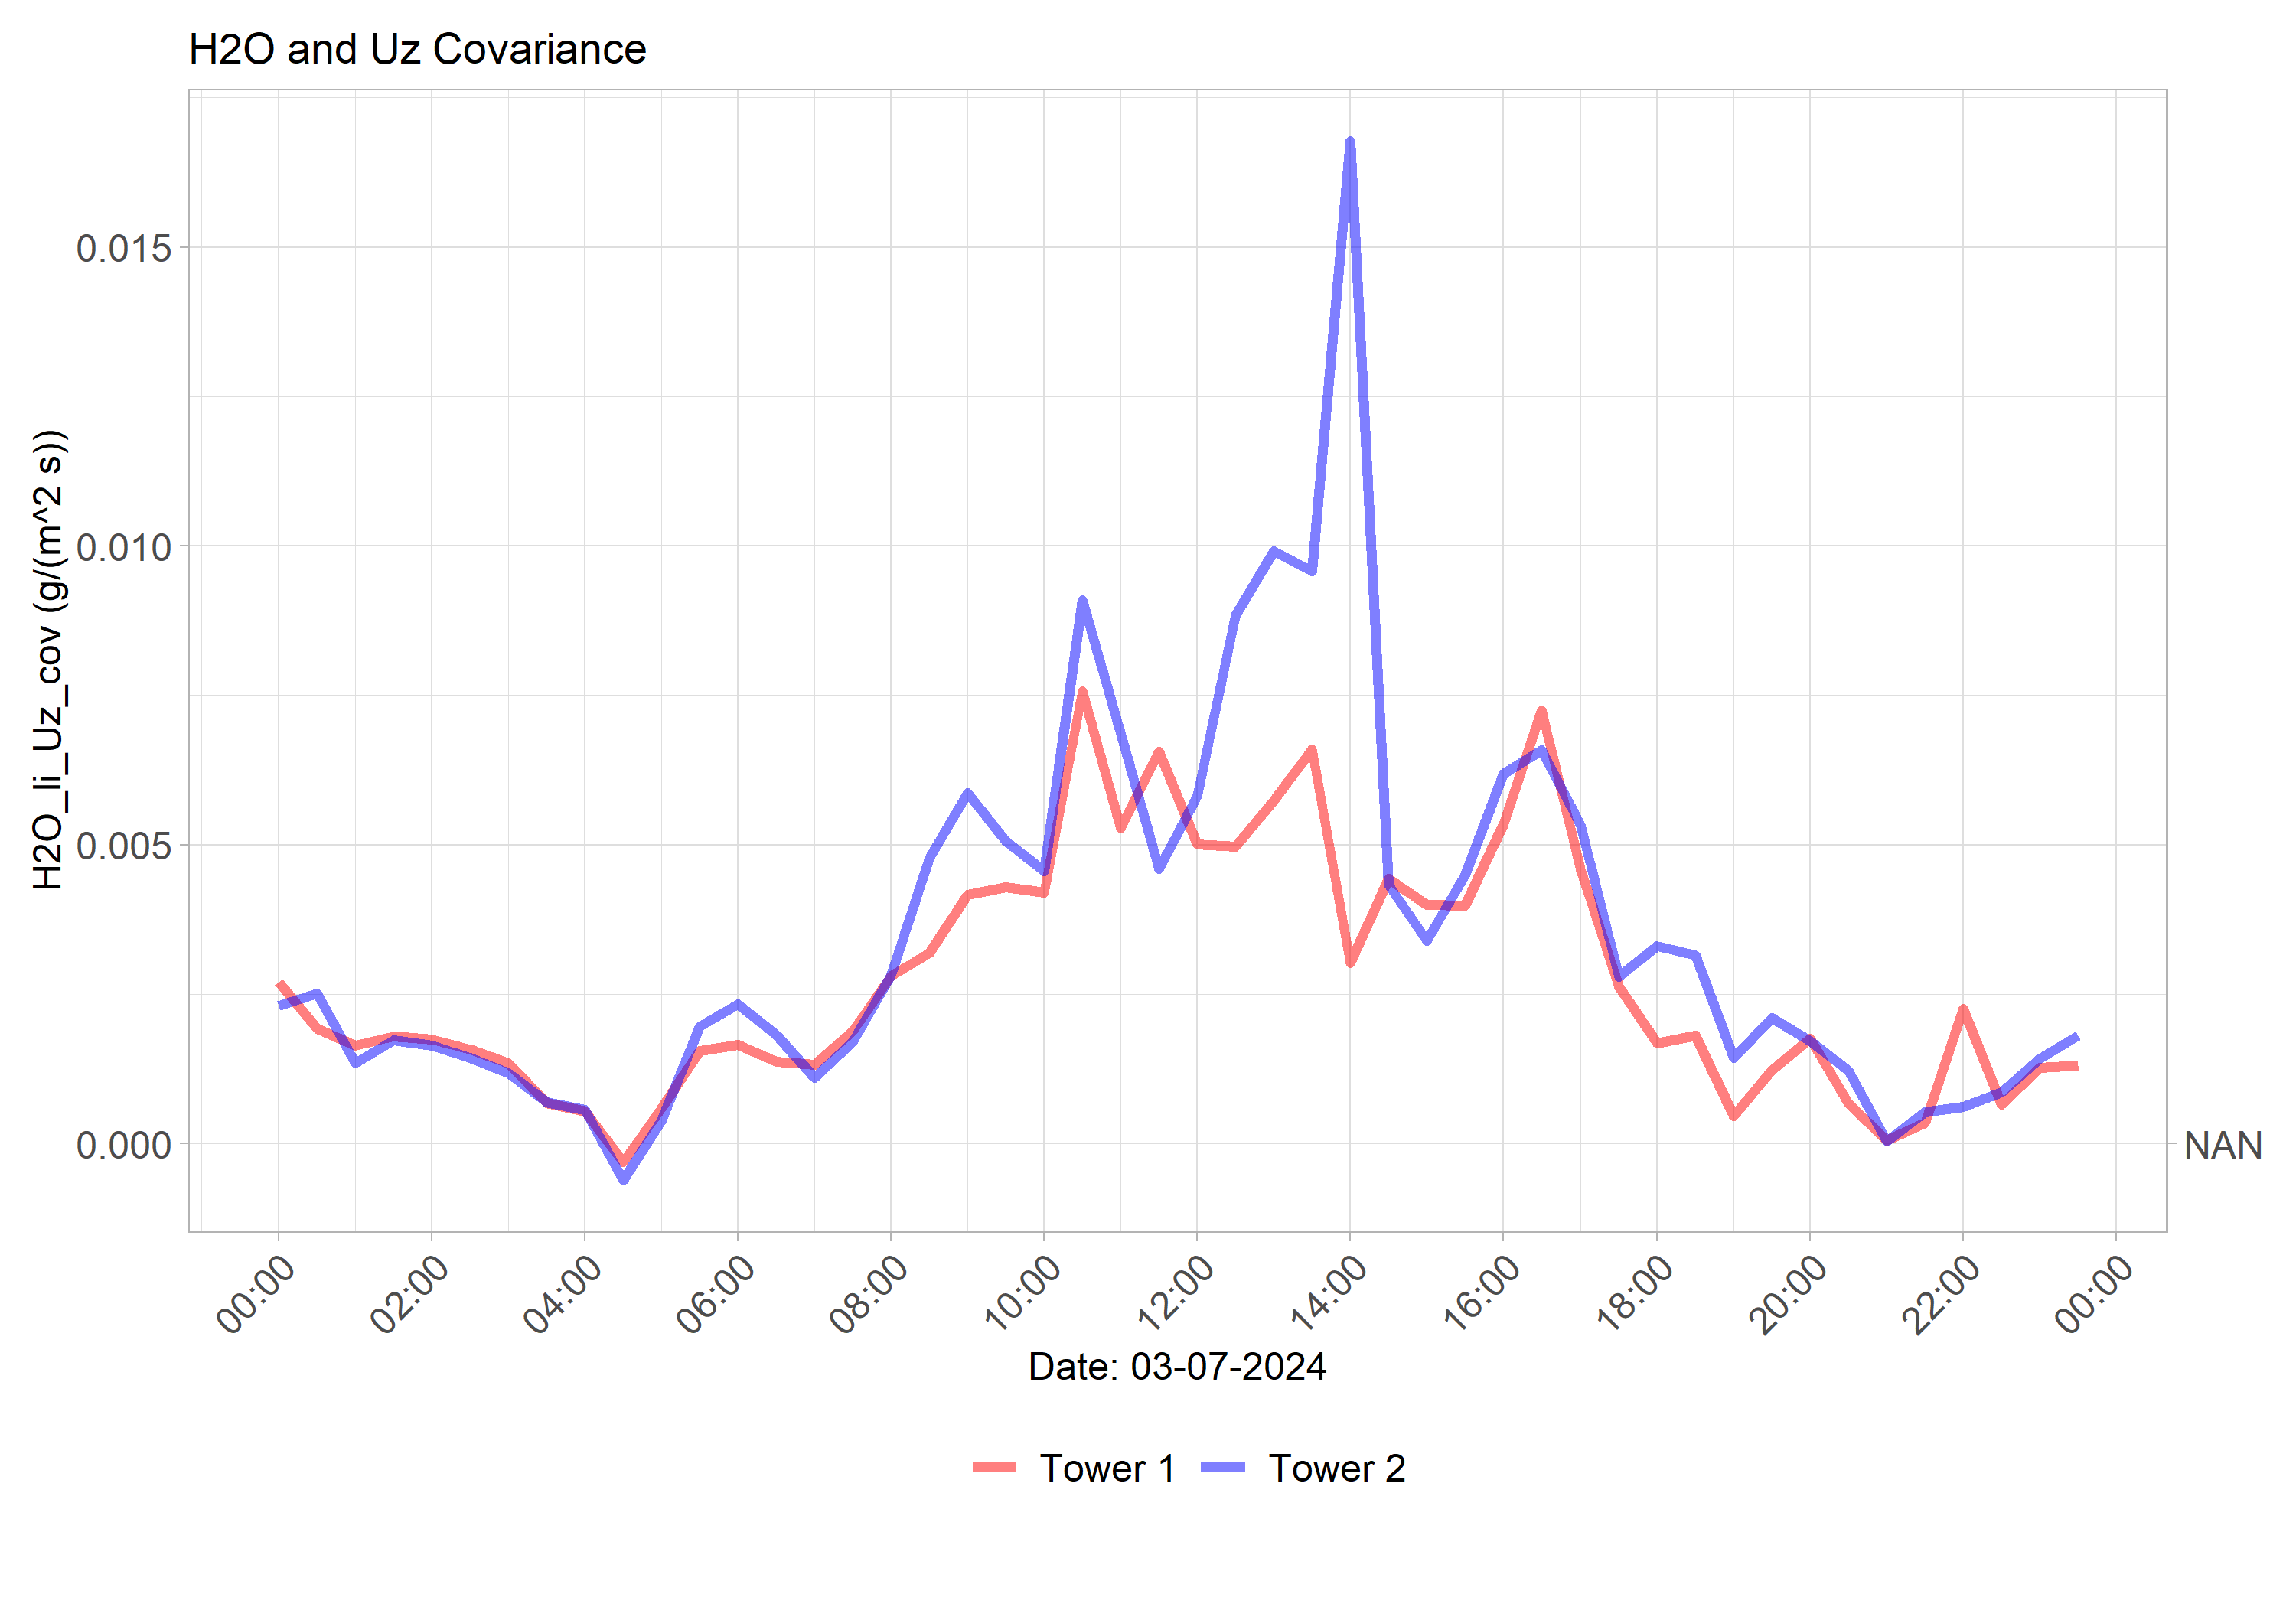 H2O and Uz Covariance
H2O_li_Uz_cov (g/(m^2 s))
0.015
0.010
0.005
0.000
NAN
00:00
02:00
04:00
06:00
08:00
10:00
12:00
14:00
16:00
18:00
20:00
22:00
00:00
Date: 03-07-2024
Tower 1
Tower 2